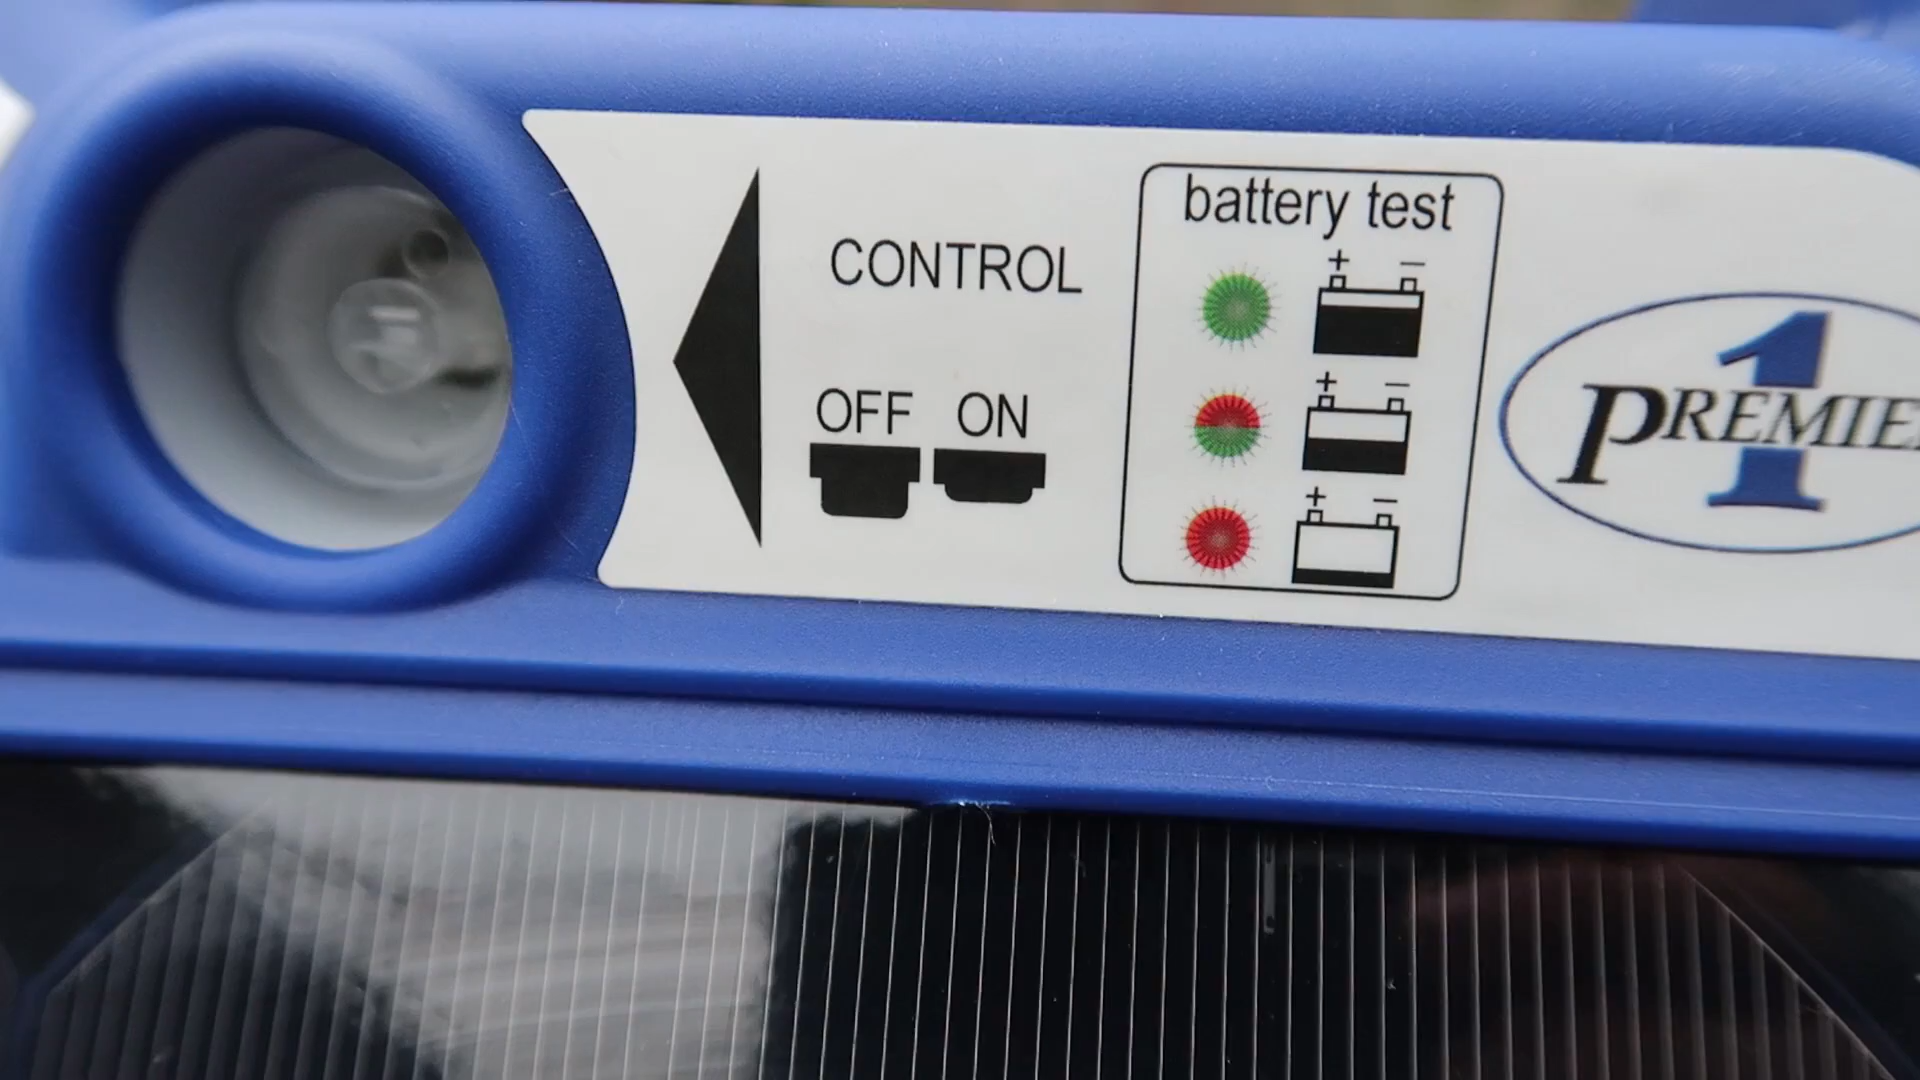 CONTROL
OFF ON
battery test
+ −
+ −
+ −
1
PREMIE